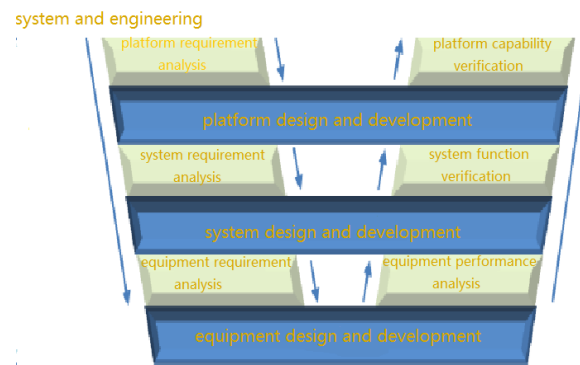 system and engineering
platform requirement
analysis
platform capability
verification
platform design and development
system requirement
analysis
system function
verification
system design and development
equipment requirement
analysis
equipment performance
analysis
equipment design and development